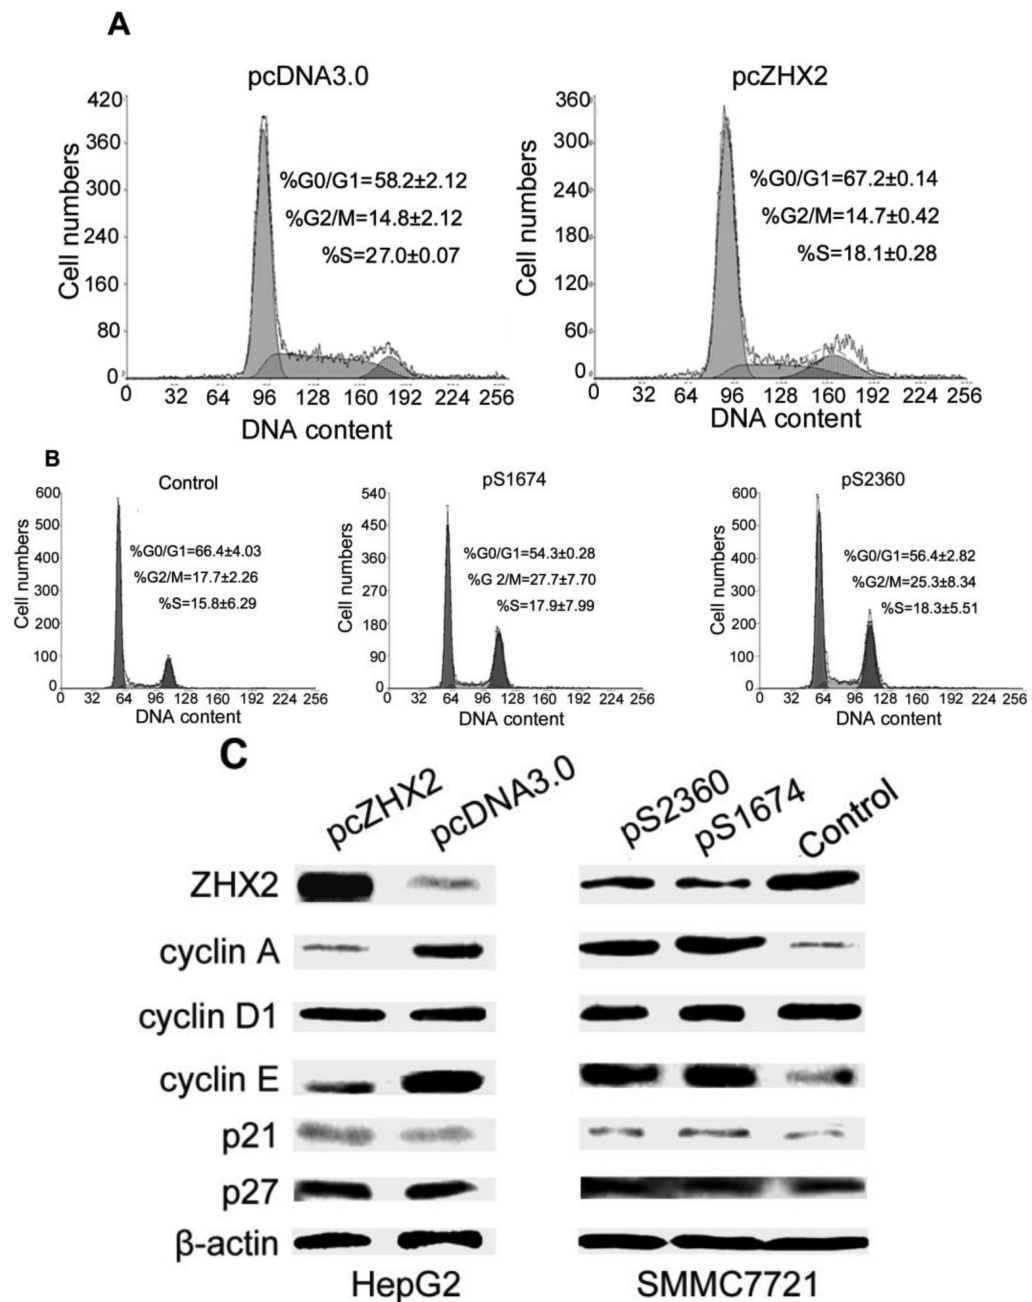 A
pcDNA3.0
pcZHX2
420
360
300
240
160
80
0
Cell numbers
%G0/G1=58.2±2.12
%G2/M=14.8±2.12
%S=27.0±0.07
0 32 64 96 128 160 192 224 256
DNA content
360
300
240
180
120
60
0
Cell numbers
%G0/G1=67.2±0.14
%G2/M=14.7±0.42
%S=18.1±0.28
0 32 64 96 128 160 192 224 256
DNA content
B
Control
pS1674
pS2360
600
500
400
300
200
100
0
Cell numbers
%G0/G1=66.4±4.03
%G2/M=17.7±2.26
%S=15.8±6.29
0 32 64 96 128 160 192 224 256
DNA content
540
450
360
270
180
90
0
Cell numbers
%G0/G1=54.3±0.28
%G 2/M=27.7±7.70
%S=17.9±7.99
0 32 64 96 128 160 192 224 256
DNA content
600
500
400
300
200
100
0
Cell numbers
%G0/G1=56.4±2.82
%G2/M=25.3±8.34
%S=18.3±5.51
0 32 64 96 128 160 192 224 256
DNA content
C
pcZHX2 pcDNA3.0 pS2360 pS1674 Control
ZHX2
cyclin A
cyclin D1
cyclin E
p21
p27
β-actin
HepG2 SMMC7721